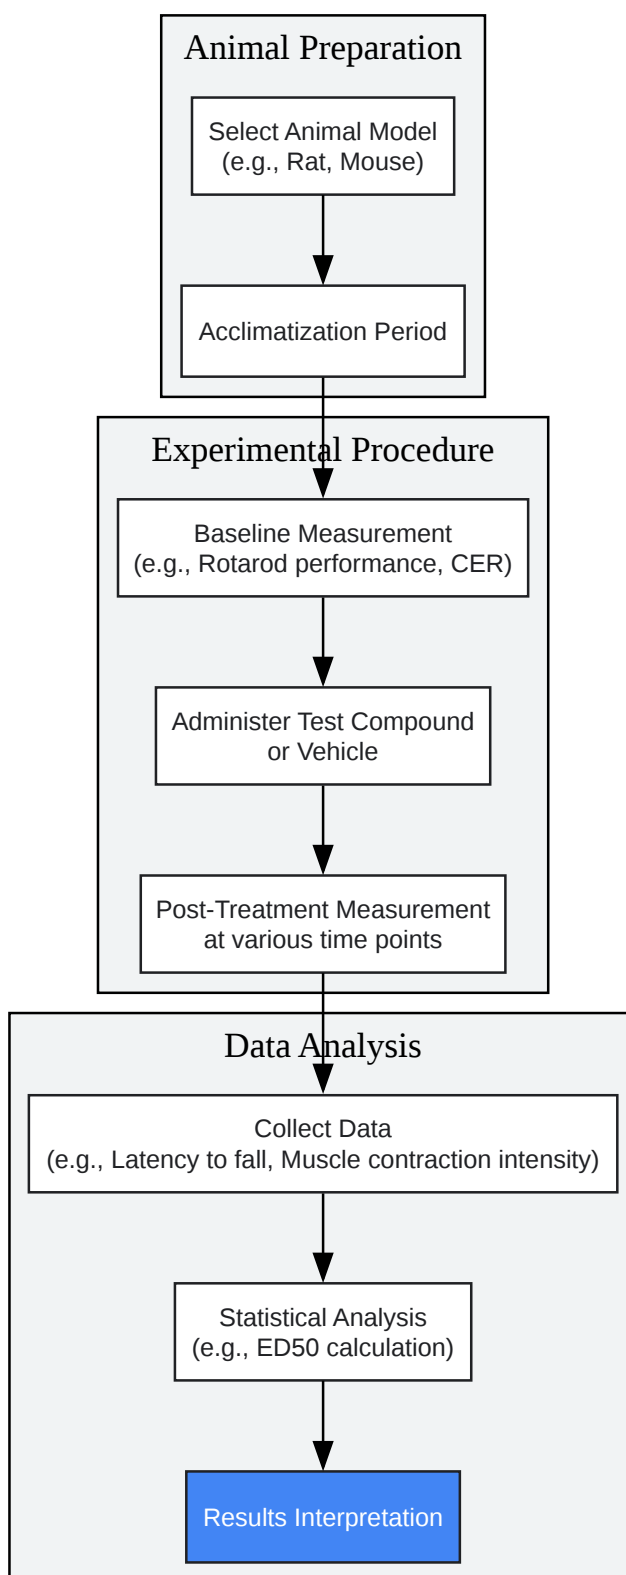 Animal Preparation
Select Animal Model
(e.g., Rat, Mouse)
Acclimatization Period
Experimental Procedure
Baseline Measurement
(e.g., Rotarod performance, CER)
Administer Test Compound
or Vehicle
Post-Treatment Measurement
at various time points
Data Analysis
Collect Data
(e.g., Latency to fall, Muscle contraction intensity)
Statistical Analysis
(e.g., ED50 calculation)
Results Interpretation